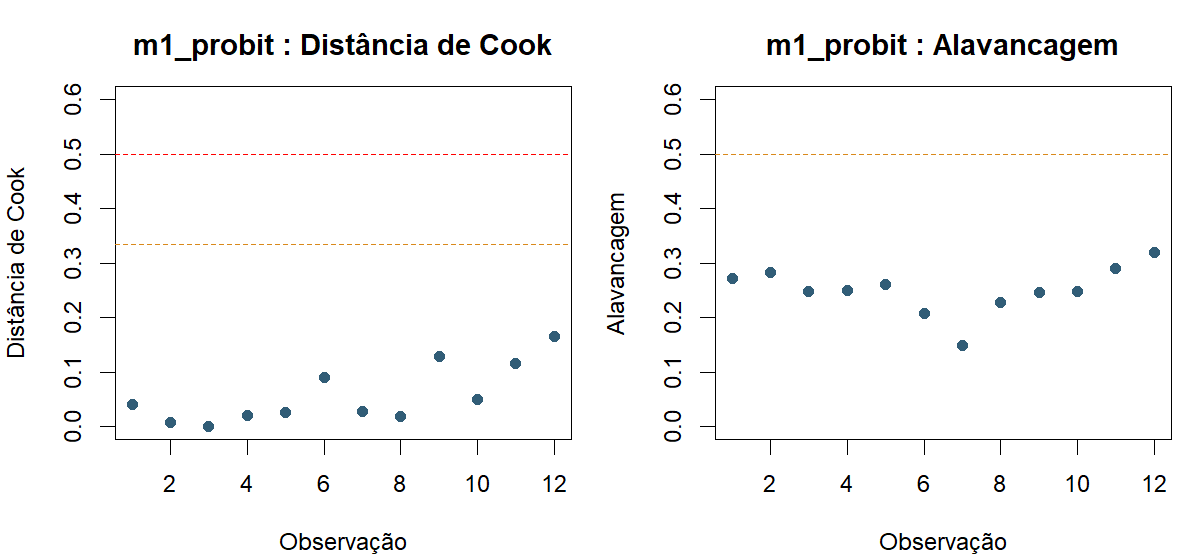 m1_probit : Distância de Cook
Distância de Cook
0.0 0.1 0.2 0.3 0.4 0.5 0.6
2 4 6 8 10 12
Observação
m1_probit : Alavancagem
Alavancagem
0.0 0.1 0.2 0.3 0.4 0.5 0.6
2 4 6 8 10 12
Observação